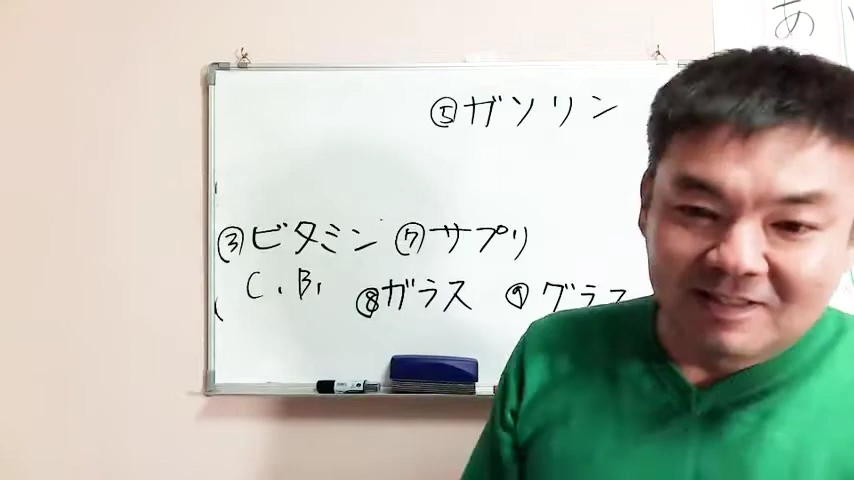 あ
⑤ガソリン
③ビタミン ⑦サプリ
C, B,
⑧ガラス ⑨グラス